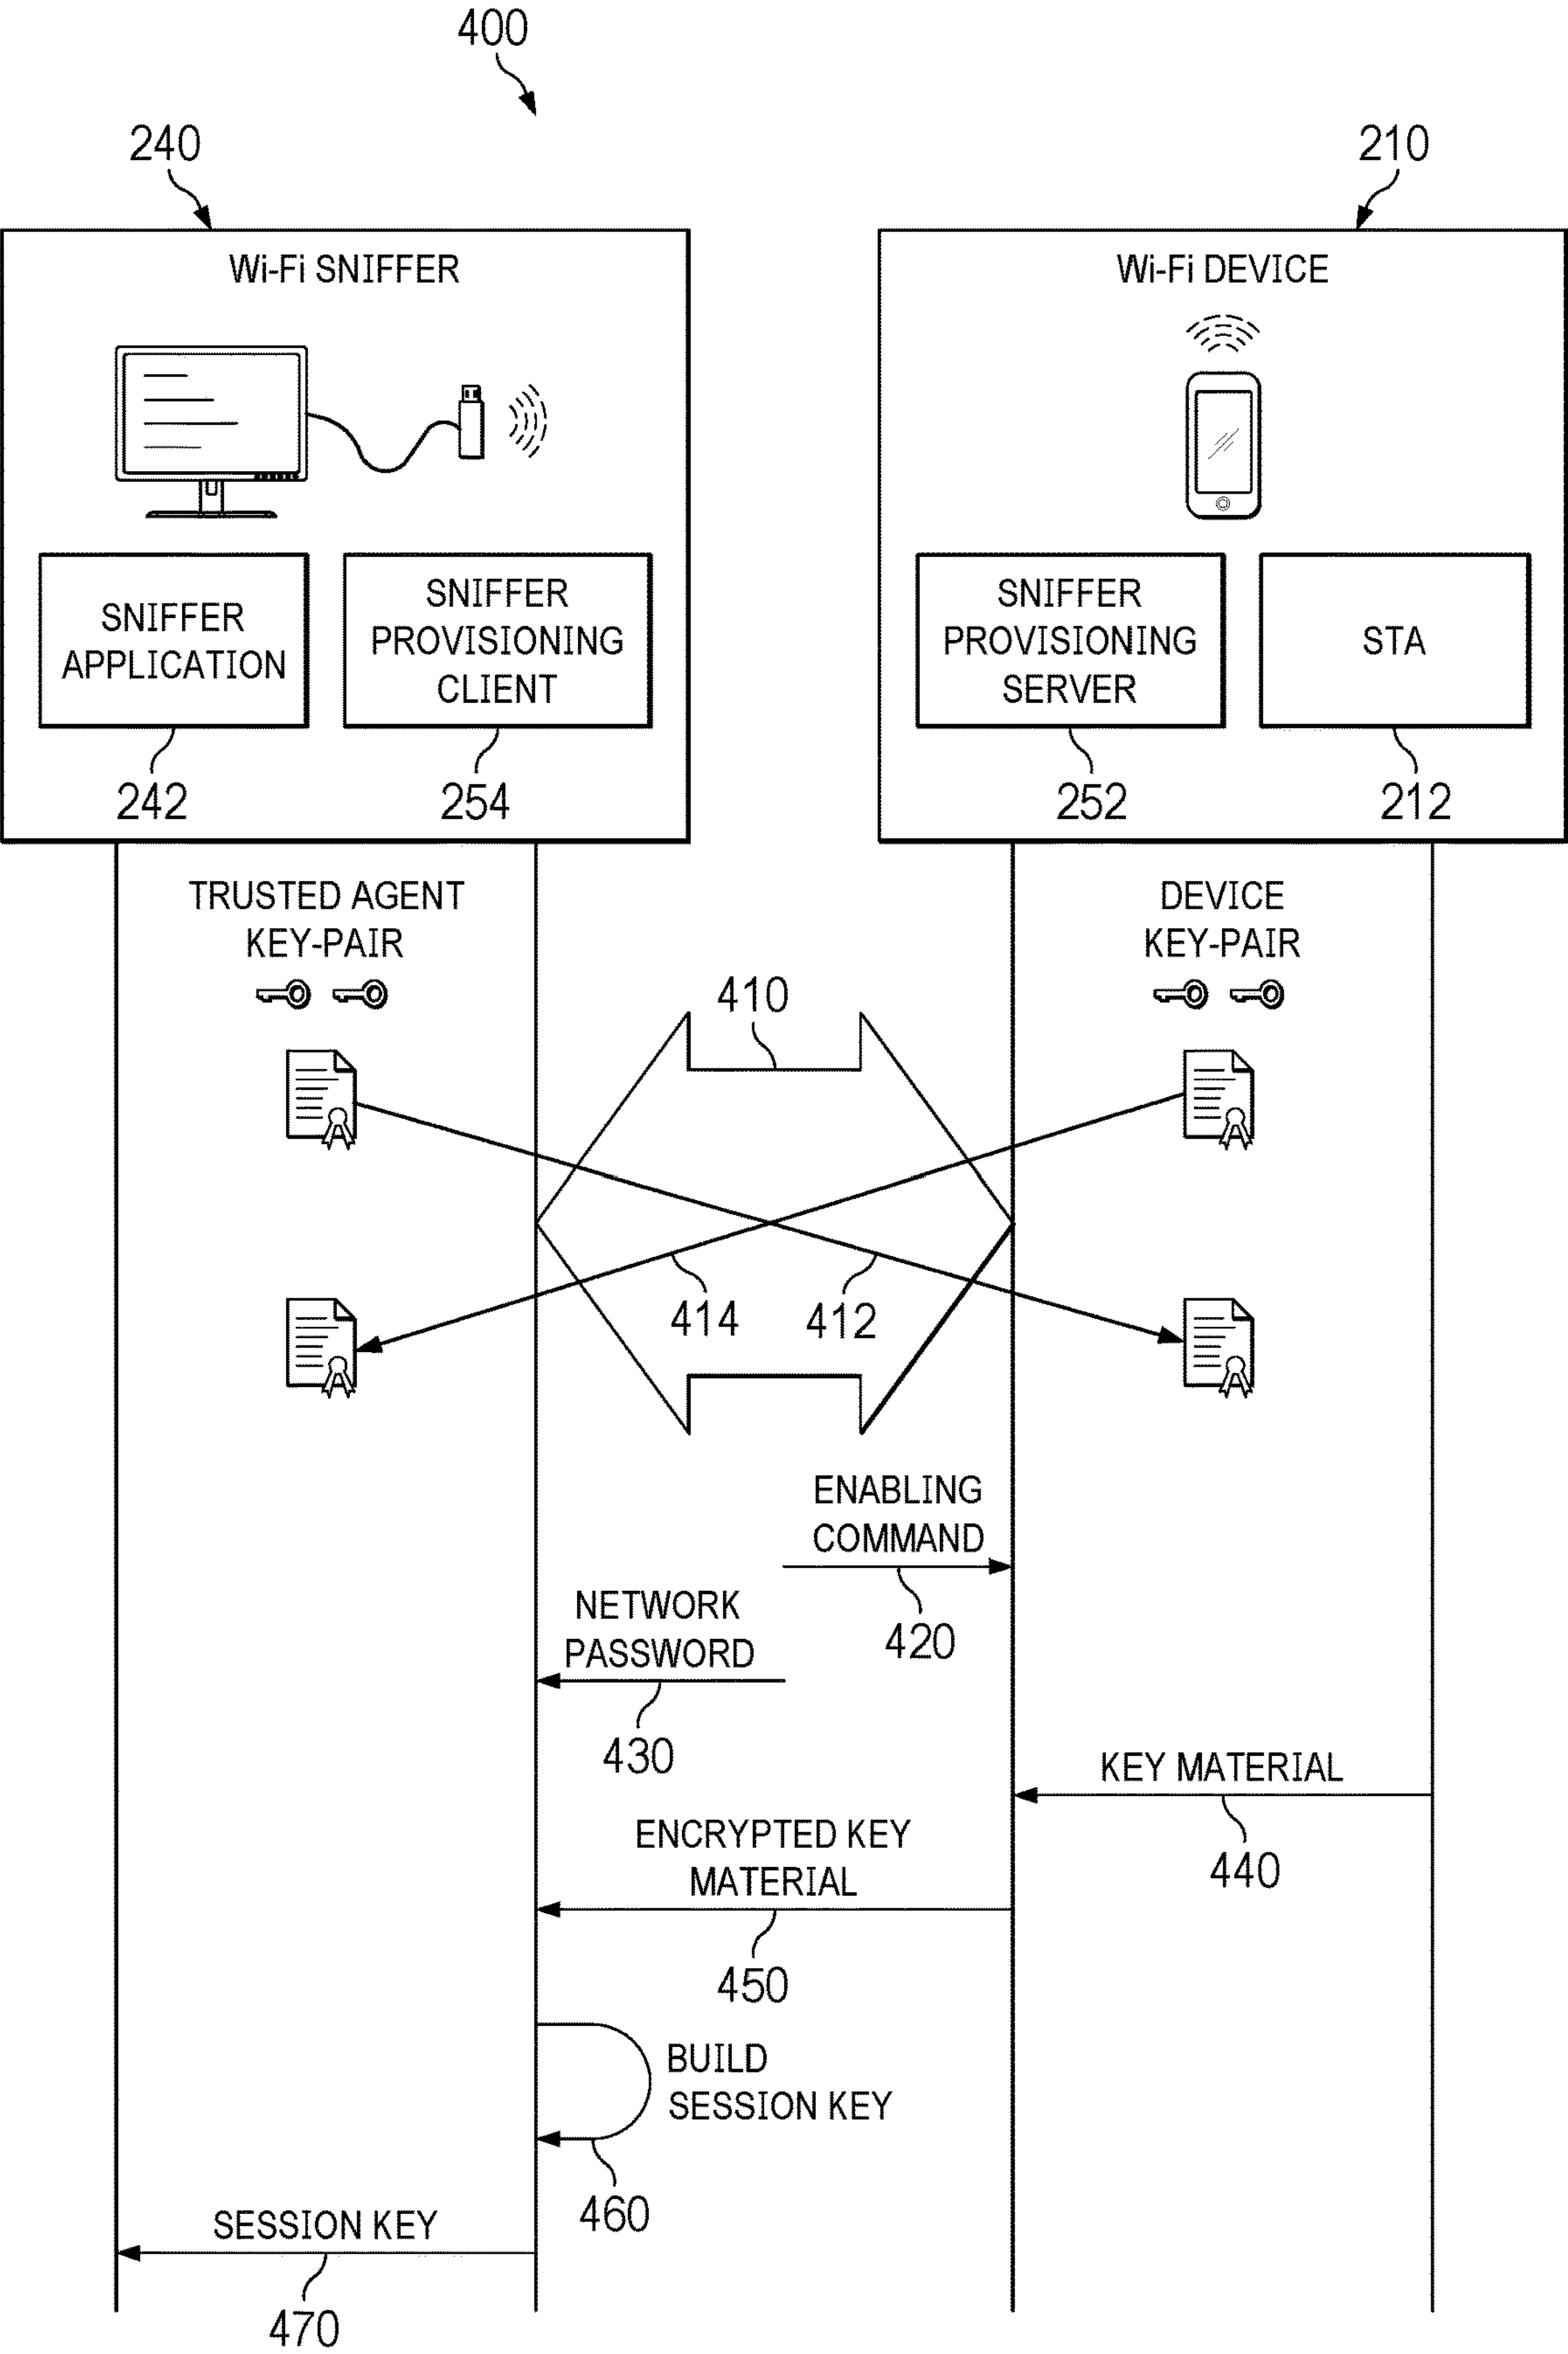 400
240
210
Wi-Fi SNIFFER
Wi-Fi DEVICE
SNIFFER
APPLICATION
SNIFFER
PROVISIONING
CLIENT
SNIFFER
PROVISIONING
SERVER
STA
242
254
252
212
TRUSTED AGENT
KEY-PAIR
DEVICE
KEY-PAIR
410
414
412
ENABLING
COMMAND
420
NETWORK
PASSWORD
430
KEY MATERIAL
440
ENCRYPTED KEY
MATERIAL
450
BUILD
SESSION KEY
460
SESSION KEY
470